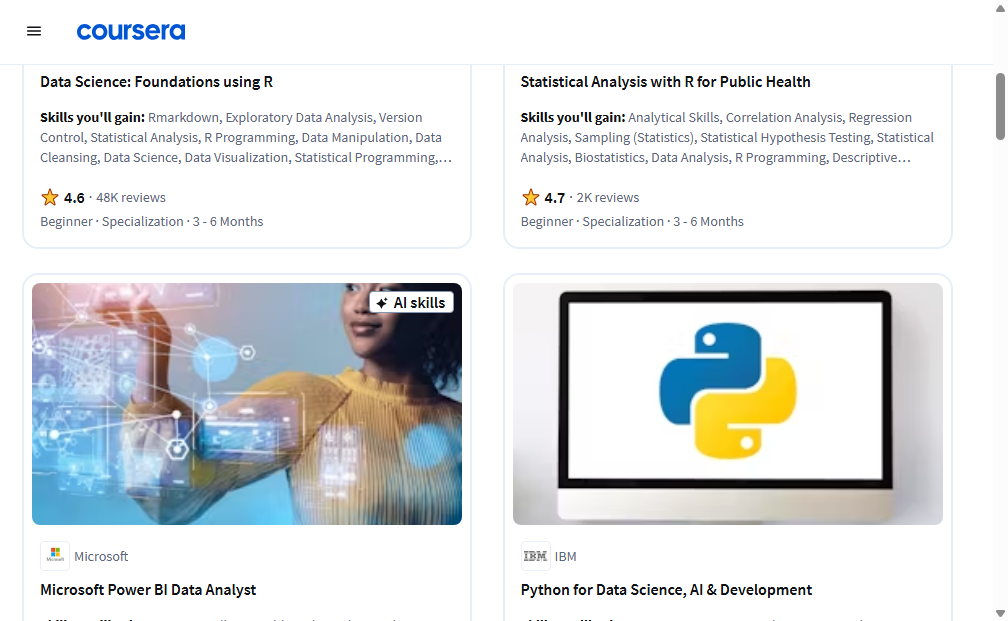 coursera
Data Science: Foundations using R
Skills you'll gain: Rmarkdown, Exploratory Data Analysis, Version
Control, Statistical Analysis, R Programming, Data Manipulation, Data
Cleansing, Data Science, Data Visualization, Statistical Programming,…
4.6 · 48K reviews
Beginner · Specialization · 3 - 6 Months
Statistical Analysis with R for Public Health
Skills you'll gain: Analytical Skills, Correlation Analysis, Regression
Analysis, Sampling (Statistics), Statistical Hypothesis Testing, Statistical
Analysis, Biostatistics, Data Analysis, R Programming, Descriptive…
4.7 · 2K reviews
Beginner · Specialization · 3 - 6 Months
AI skills
Microsoft
Microsoft Power BI Data Analyst
IBM
IBM
Python for Data Science, AI & Development